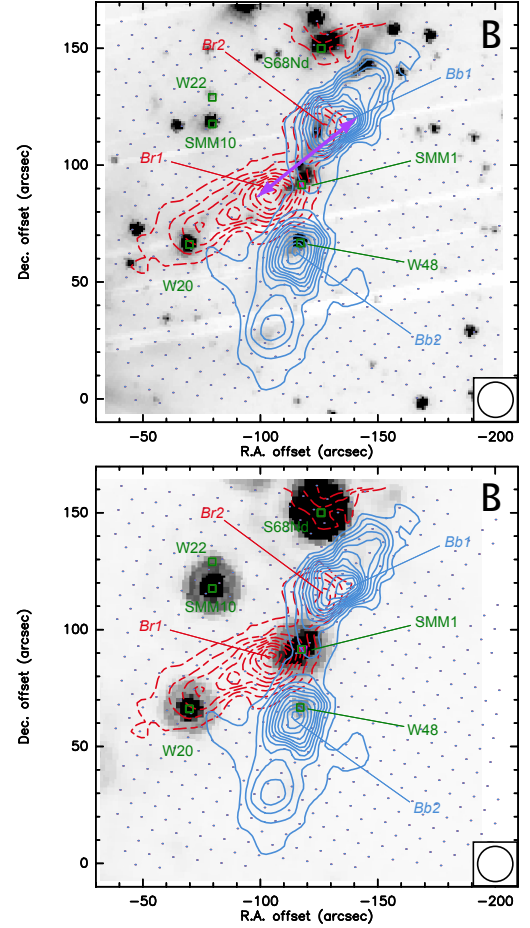 B
150
Br2
S68Nd
W22
Bb1
SMM10
100
Br1
SMM1
Dec. offset (arcsec)
W20
W48
50
Bb2
0
−50
−100
−150
−200
R.A. offset (arcsec)
B
150
Br2
S68Nd
W22
Bb1
SMM10
Br1
SMM1
100
Dec. offset (arcsec)
W20
W48
50
Bb2
0
−50
−100
−150
−200
R.A. offset (arcsec)